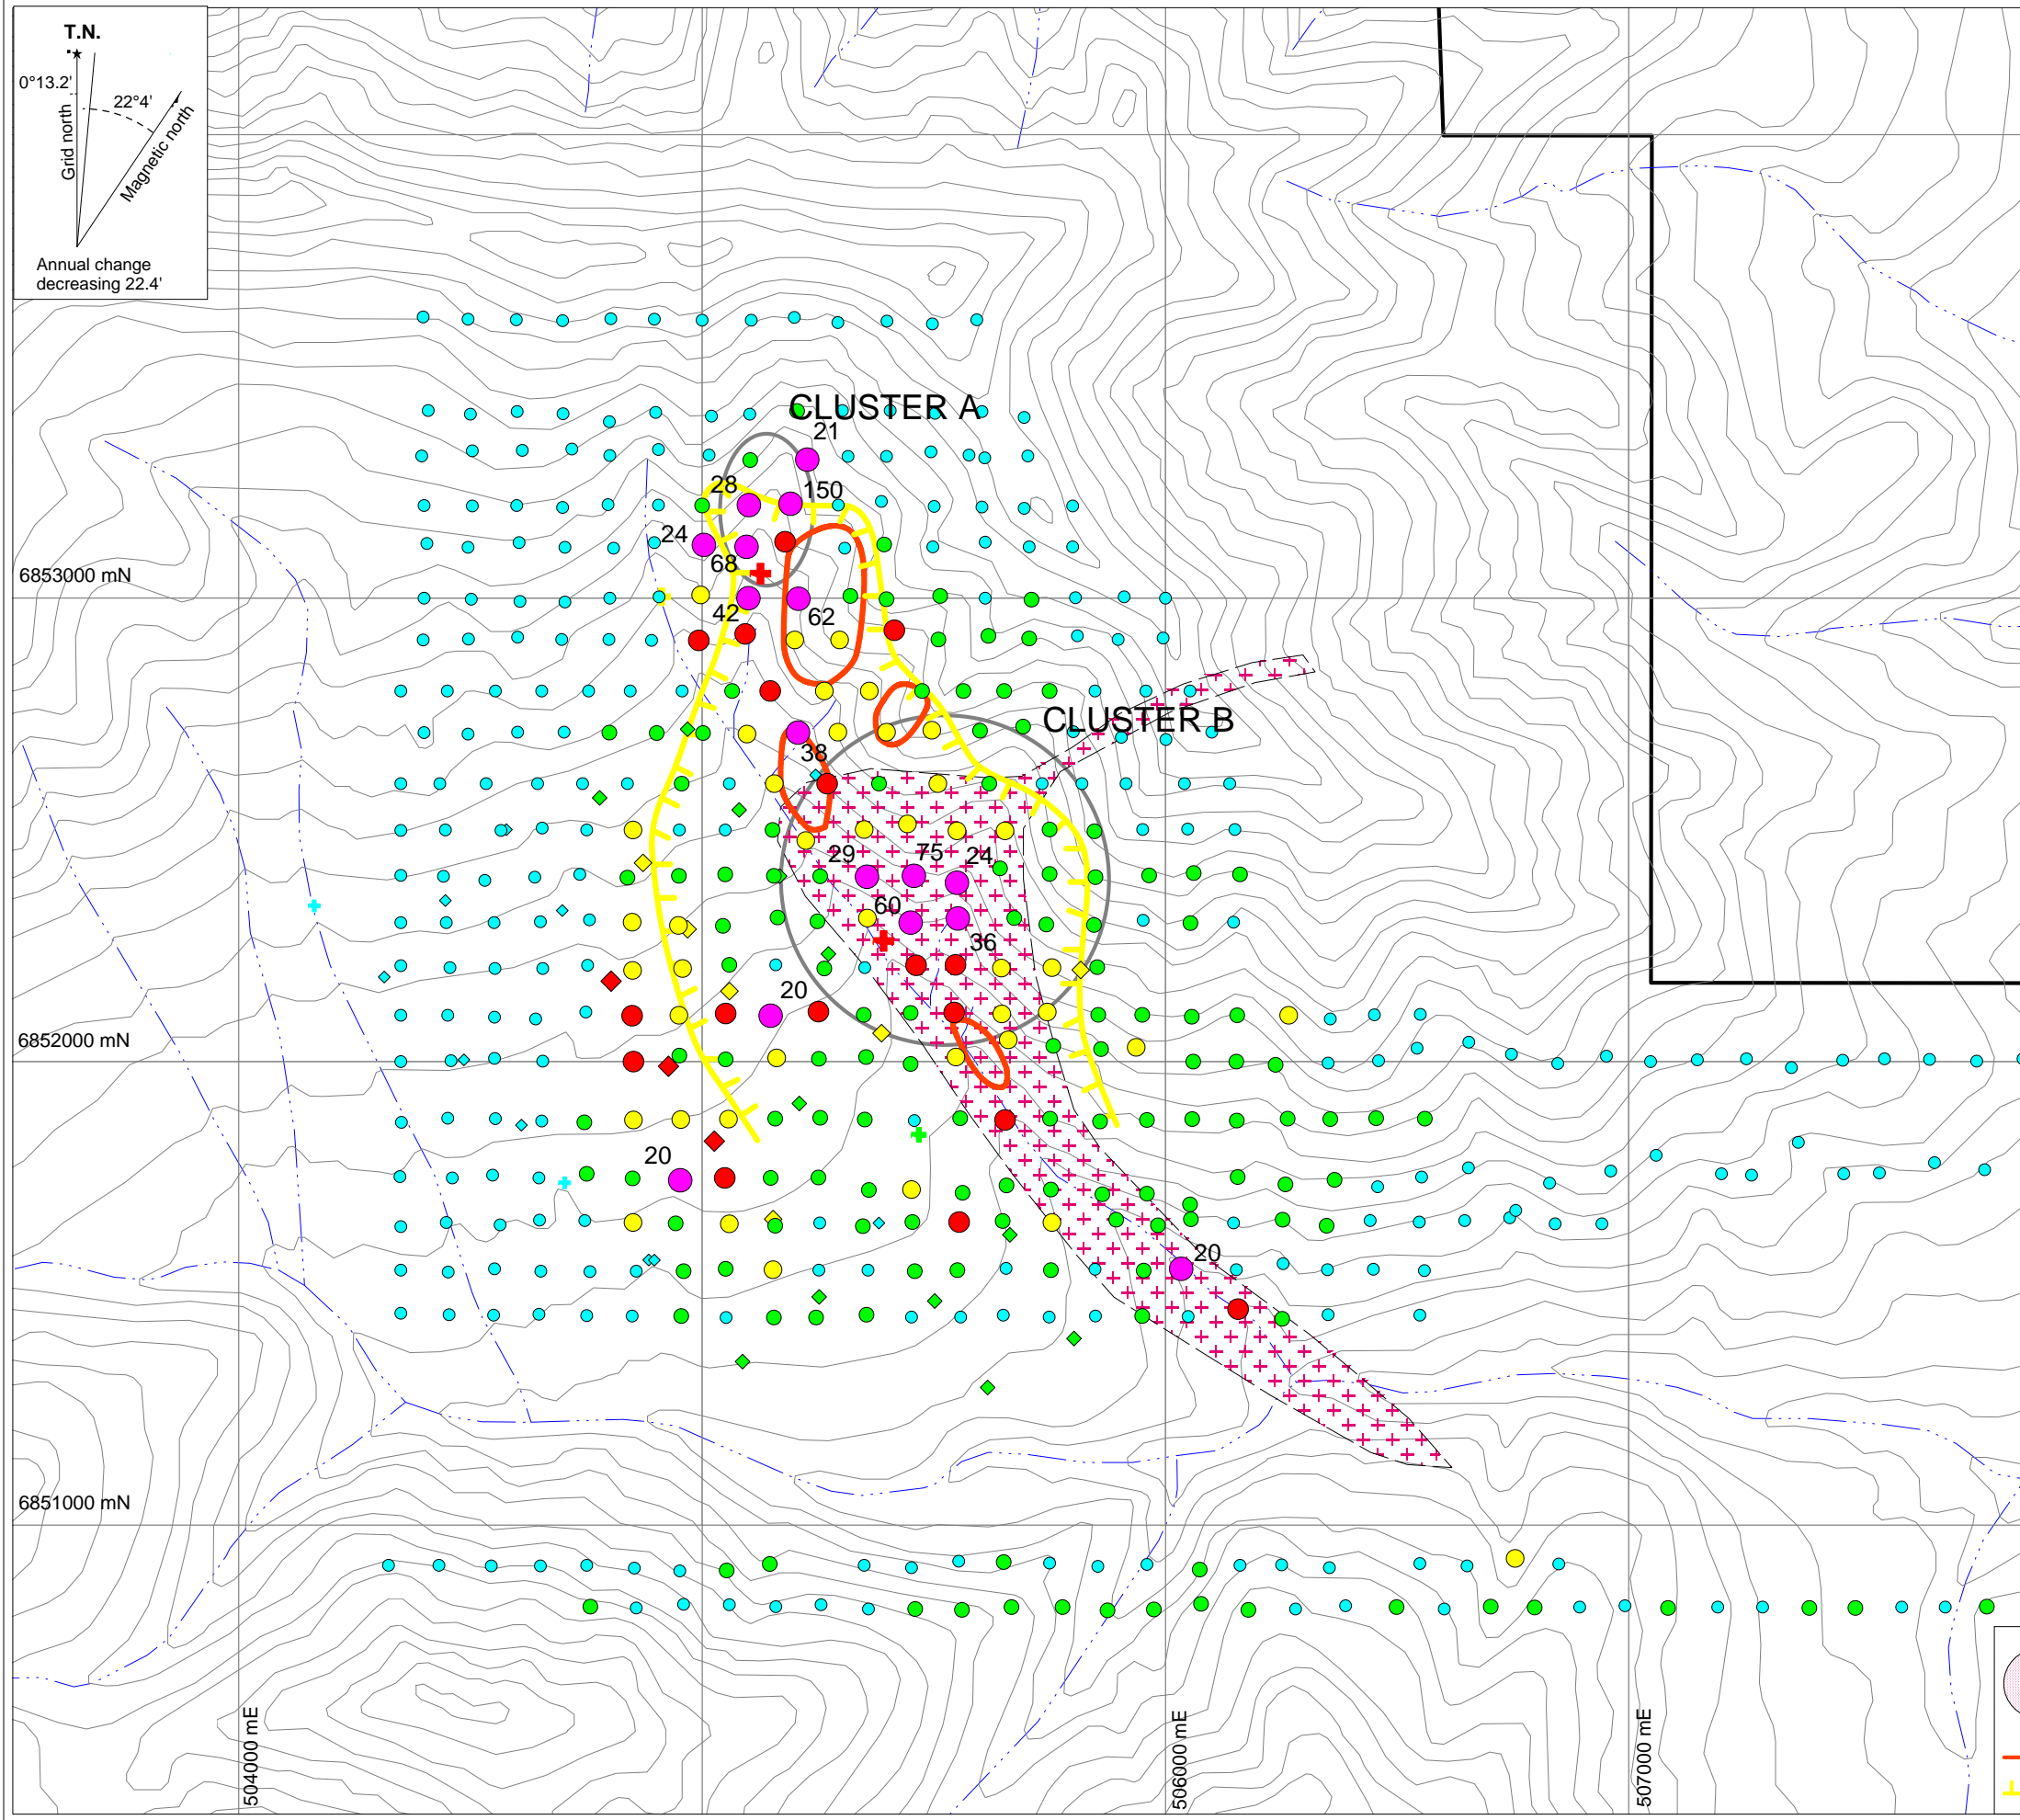 T.N.
0°13.2'
22°4'
Grid north
Magnetic north
Annual change
decreasing 22.4'
CLUSTER A
21
28
150
24
68
6853000 mN
42
62
CLUSTER B
38
29
75
24
60
36
20
6852000 mN
20
20
6851000 mN
504000 mE
506000 mE
507000 mE